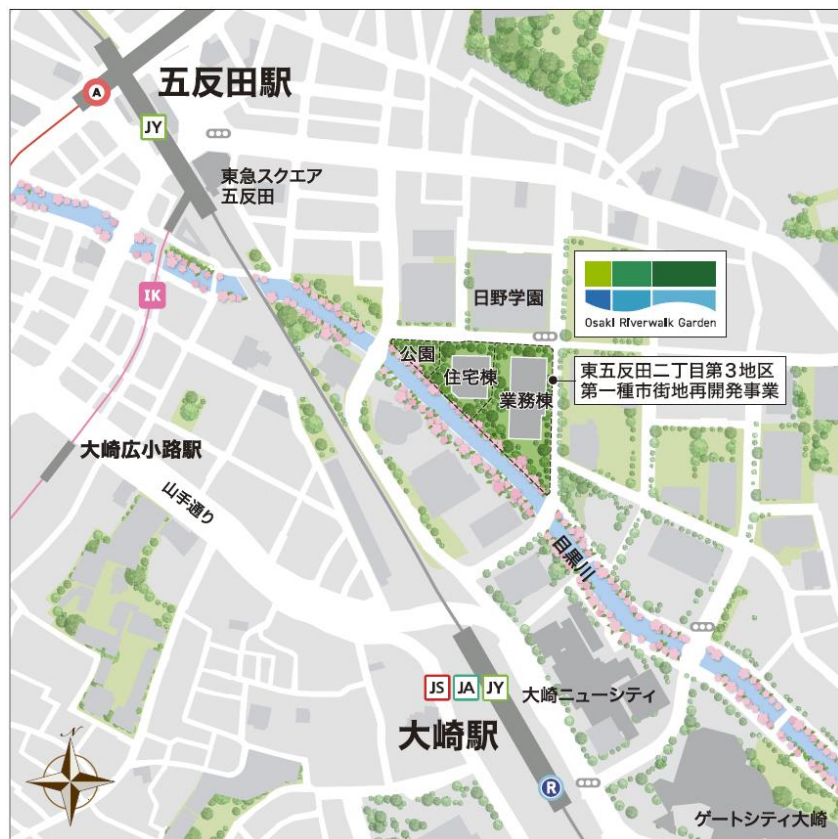 五反田駅
A
JY
東急スクエア
五反田
IK
日野学園
Osaki Riverwalk Garden
公園
住宅棟
業務棟
東五反田二丁目第3地区
第一種市街地再開発事業
大崎広小路駅
山手通り
目黒川
JS JA JY
大崎ニューシティ
大崎駅
R
ゲートシティ大崎
N